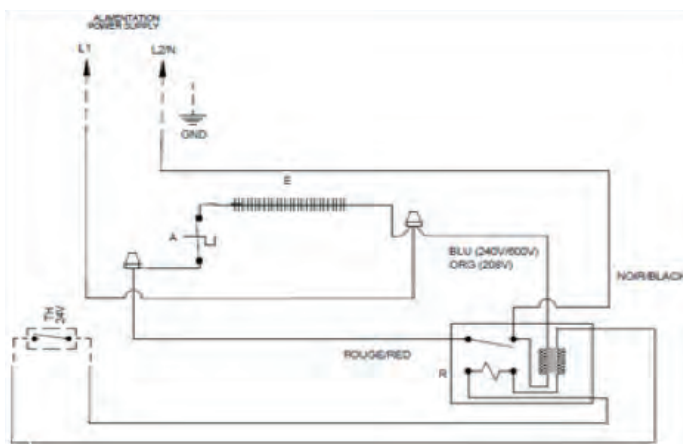 ALIMENTATION
POWER SUPPLY
L1
L2/N
GND
E
A
BLU (240V/600V)
ORG (208V)
NOIR/BLACK
TH
24V
ROUGE/RED
R